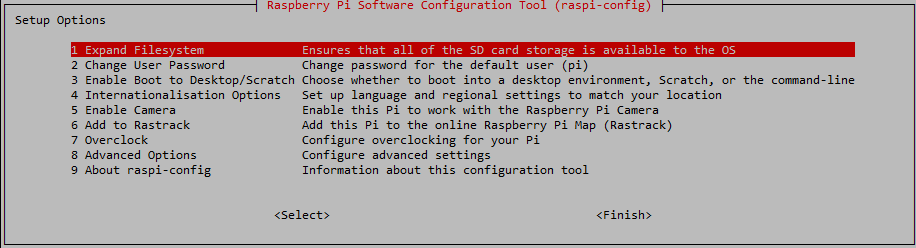 Raspberry Pi Software Configuration Tool (raspi-config)
Setup Options
1 Expand Filesystem Ensures that all of the SD card storage is available to the OS
2 Change User Password Change password for the default user (pi)
3 Enable Boot to Desktop/Scratch Choose whether to boot into a desktop environment, Scratch, or the command-line
4 Internationalisation Options Set up language and regional settings to match your location
5 Enable Camera Enable this Pi to work with the Raspberry Pi Camera
6 Add to Rastrack Add this Pi to the online Raspberry Pi Map (Rastrack)
7 Overclock Configure overclocking for your Pi
8 Advanced Options Configure advanced settings
9 About raspi-config Information about this configuration tool
<Select> <Finish>